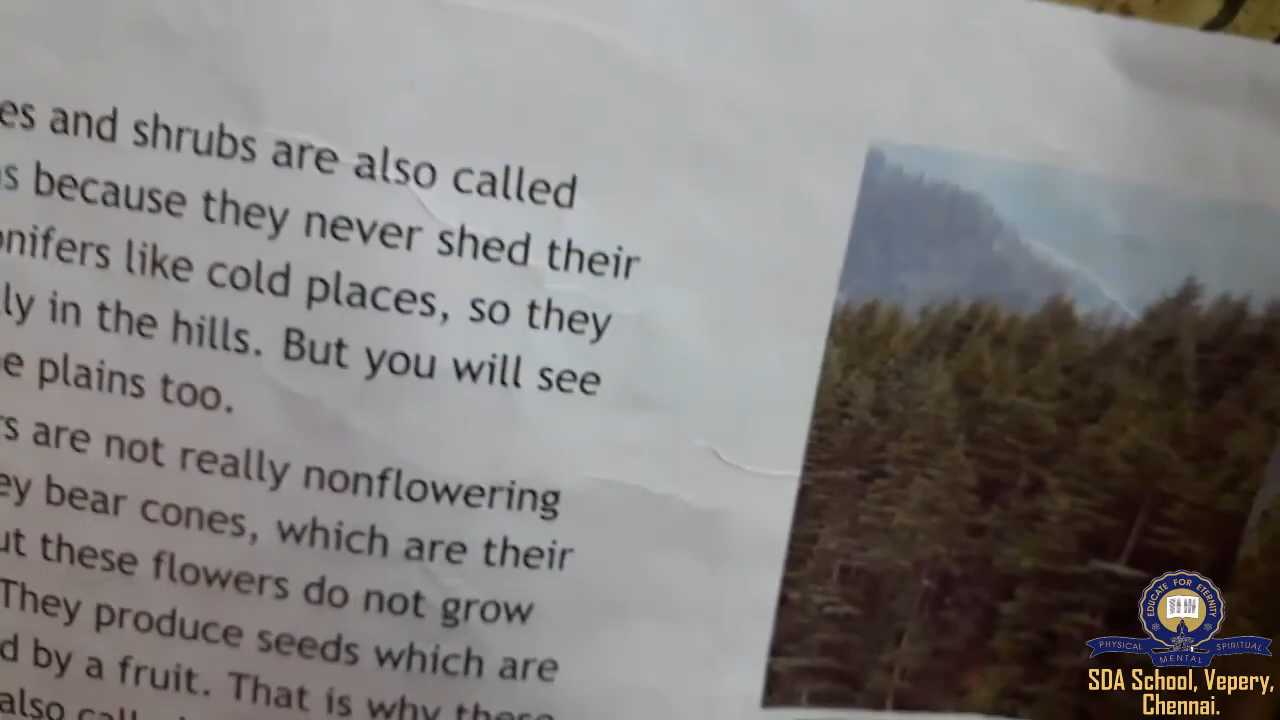 es and shrubs are also called
s because they never shed their
onifers like cold places, so they
ly in the hills. But you will see
e plains too.
s are not really nonflowering
ey bear cones, which are their
ut these flowers do not grow
They produce seeds which are
d by a fruit. That is why these
also
EDUCATE FOR ETERNITY
PHYSICAL
MENTAL
SPIRITUAL
SDA School, Vepery,
Chennai.